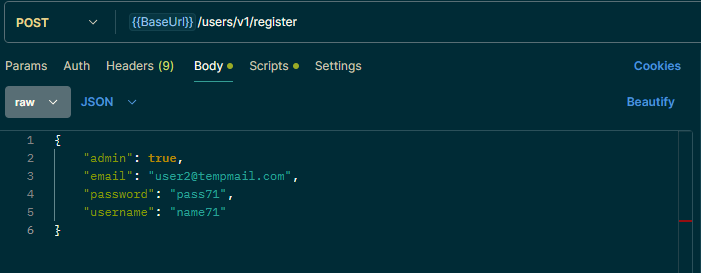 POST {{BaseUrl}} /users/v1/register
Params Auth Headers (9) Body Scripts Settings Cookies
raw JSON Beautify
1 {
2 "admin": true,
3 "email": "user2@tempmail.com",
4 "password": "pass71",
5 "username": "name71"
6 }